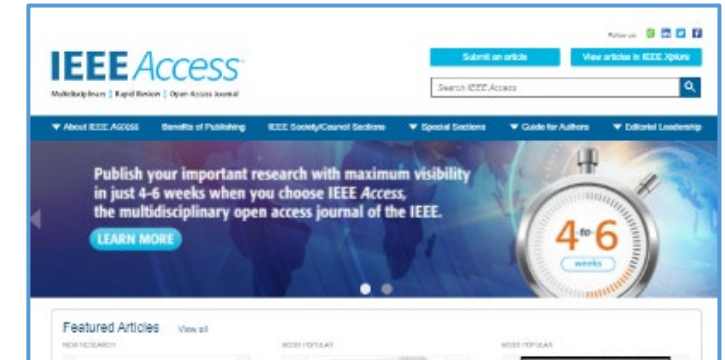 Follow us:
IEEE Access
Submit an article
View articles in IEEE Xplore
Multidisciplinary | Rapid Review | Open Access Journal
Search IEEE Access
About IEEE Access Benefits of Publishing IEEE Society/Council Sections Special Sections Guide for Authors Editorial Leadership
Publish your important research with maximum visibility
in just 4-6 weeks when you choose IEEE Access,
the multidisciplinary open access journal of the IEEE.
LEARN MORE
4-to-6
weeks
Featured Articles View all
NEW RESEARCH MOST POPULAR MOST POPULAR